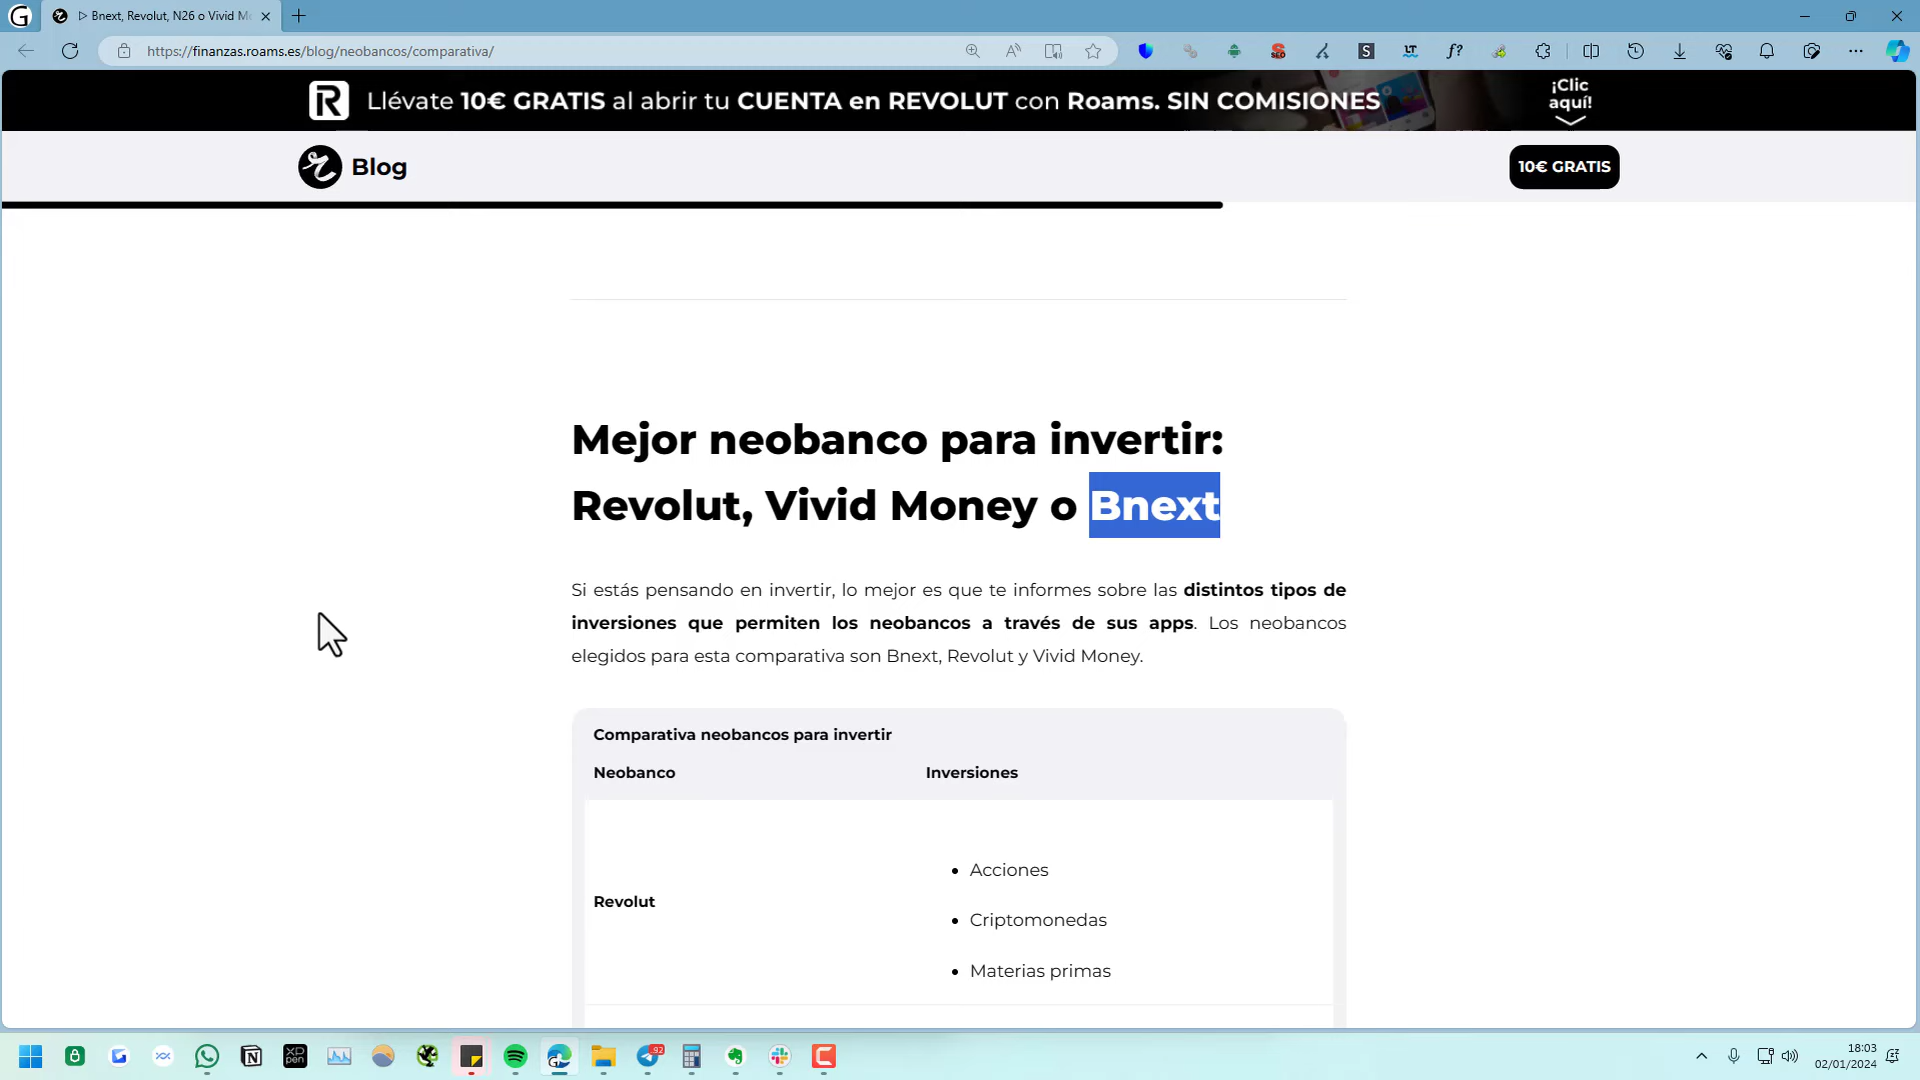 ▷ Bnext, Revolut, N26 o Vivid M
https://finanzas.roams.es/blog/neobancos/comparativa/
Llévate 10€ GRATIS al abrir tu CUENTA en REVOLUT con Roams. SIN COMISIONES
¡Clic
aquí!
Blog
10€ GRATIS
Mejor neobanco para invertir:
Revolut, Vivid Money o Bnext
Si estás pensando en invertir, lo mejor es que te informes sobre las distintos tipos de
inversiones que permiten los neobancos a través de sus apps. Los neobancos
elegidos para esta comparativa son Bnext, Revolut y Vivid Money.
Comparativa neobancos para invertir
Neobanco Inversiones
Revolut
• Acciones
• Criptomonedas
• Materias primas
92
18:03
02/01/2024